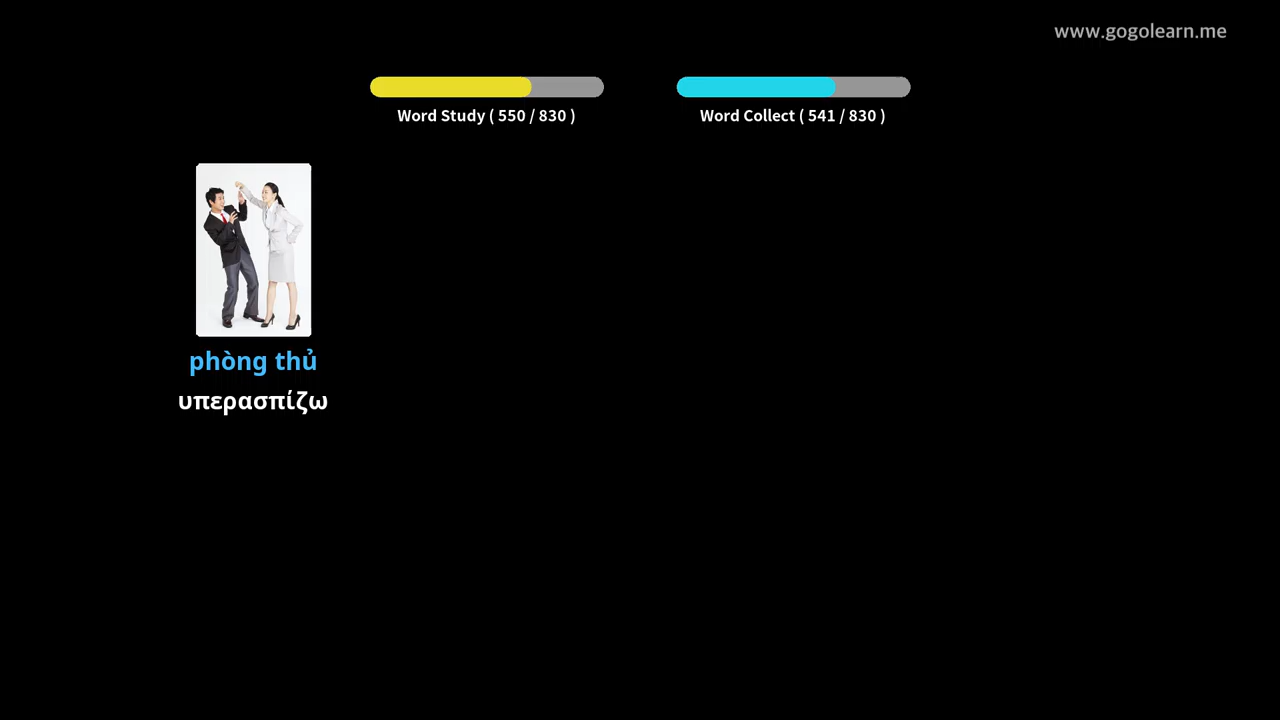 www.gogolearn.me
Word Study ( 550 / 830 )
Word Collect ( 541 / 830 )
phòng thủ
υπερασπίζω